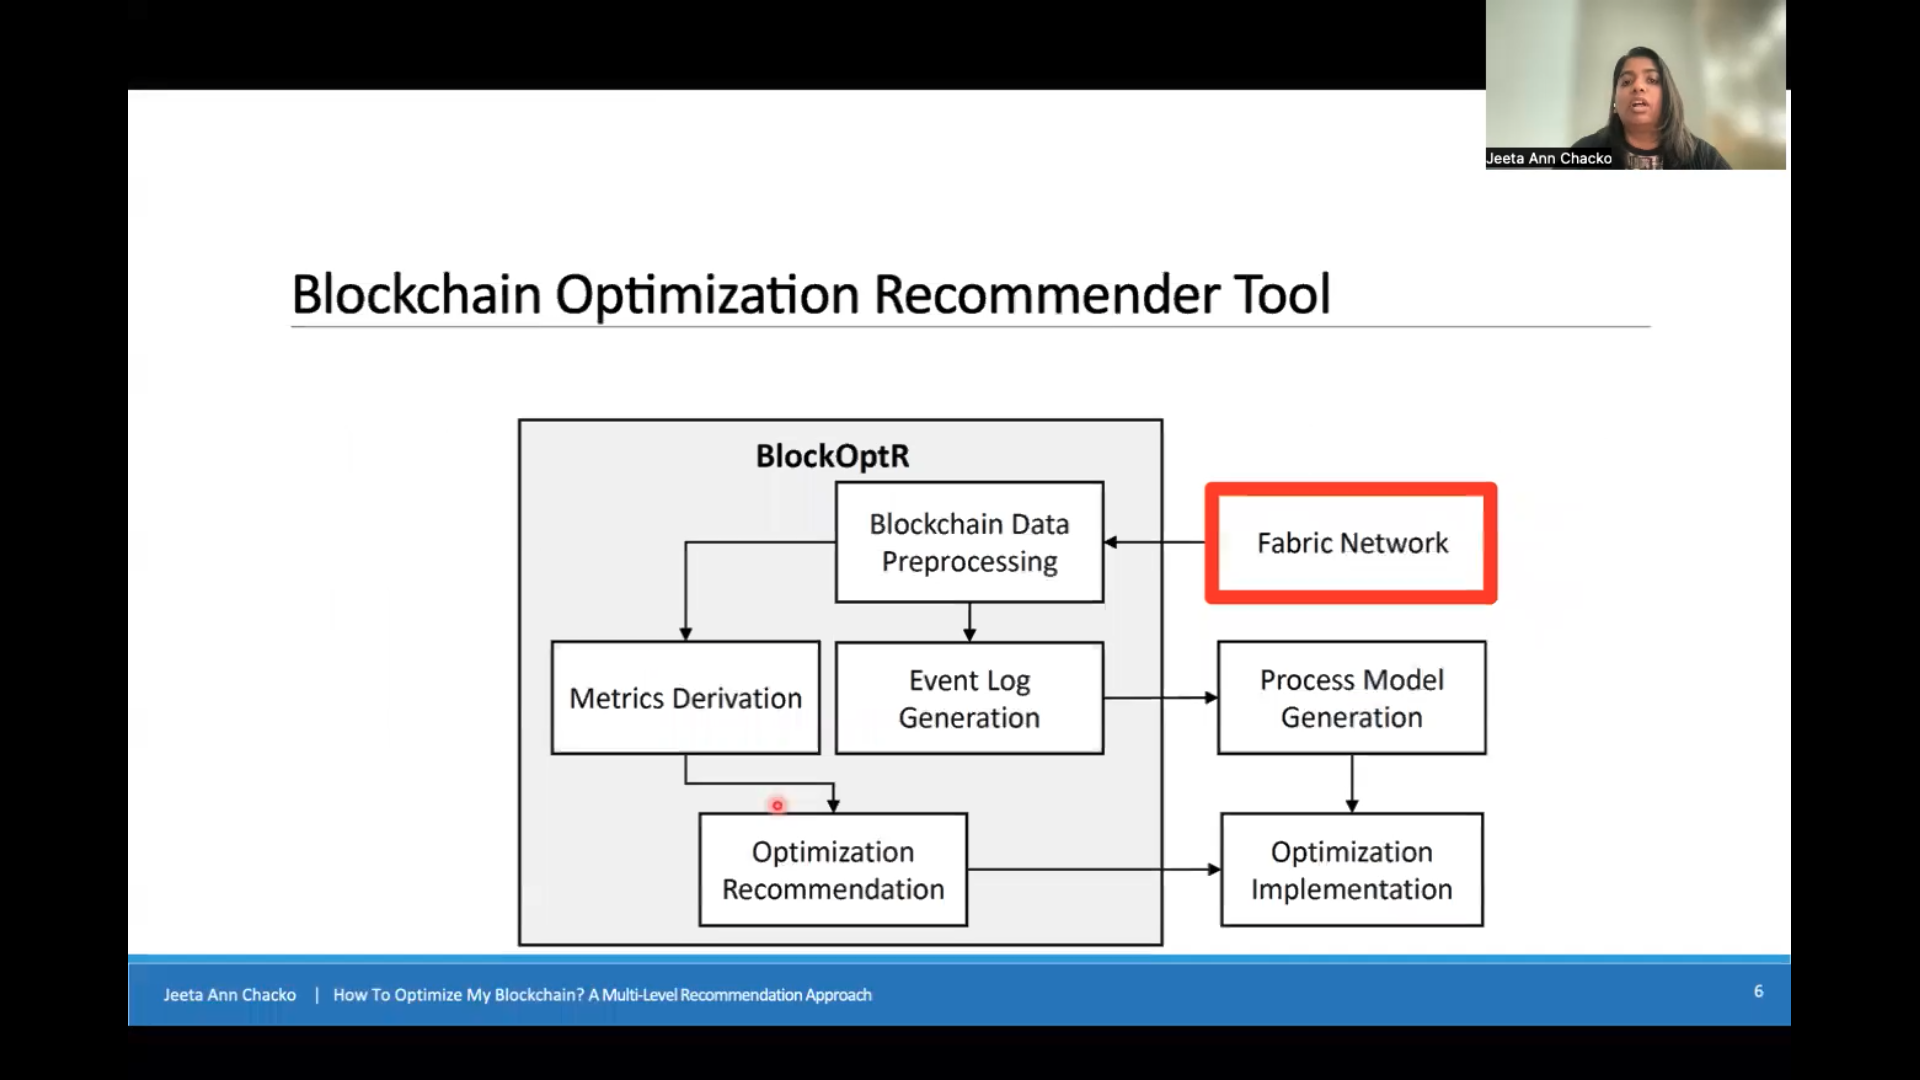 Jeeta Ann Chacko
Blockchain Optimization Recommender Tool
BlockOptR
Blockchain Data
Preprocessing
Fabric Network
Metrics Derivation
Event Log
Generation
Process Model
Generation
Optimization
Recommendation
Optimization
Implementation
Jeeta Ann Chacko | How To Optimize My Blockchain? A Multi-Level Recommendation Approach
6